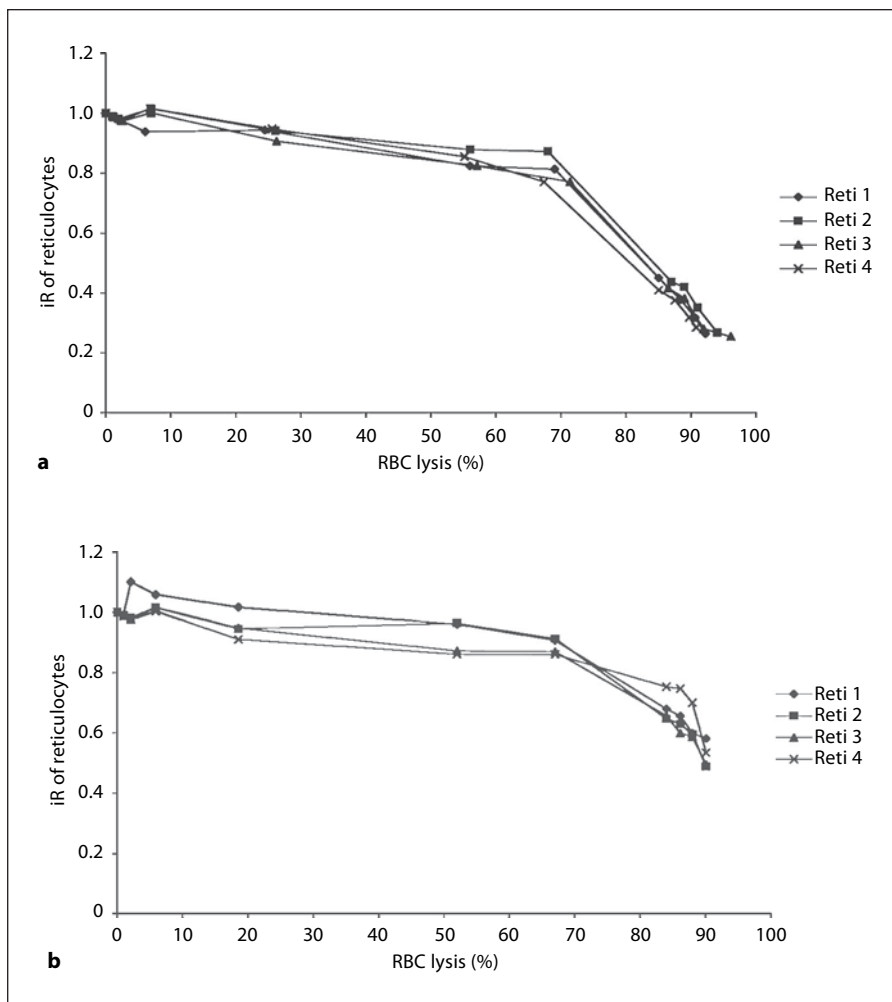 1.2
1.0
0.8
0.6
0.4
0.2
0
iR of reticulocytes
0 10 20 30 40 50 60 70 80 90 100
RBC lysis (%)
Reti 1
Reti 2
Reti 3
Reti 4
a
1.2
1.0
0.8
0.6
0.4
0.2
0
iR of reticulocytes
0 10 20 30 40 50 60 70 80 90 100
RBC lysis (%)
Reti 1
Reti 2
Reti 3
Reti 4
b